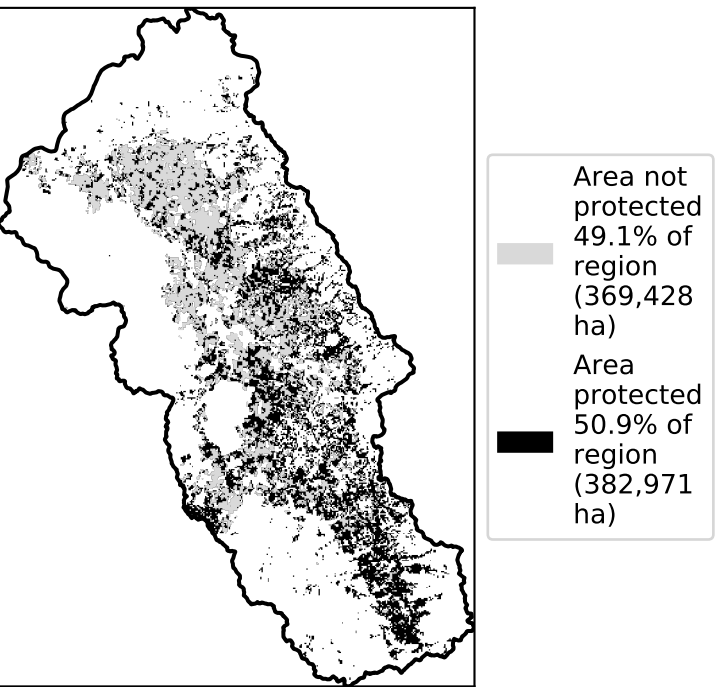 Area not
protected
49.1% of
region
(369,428
ha)
Area
protected
50.9% of
region
(382,971
ha)